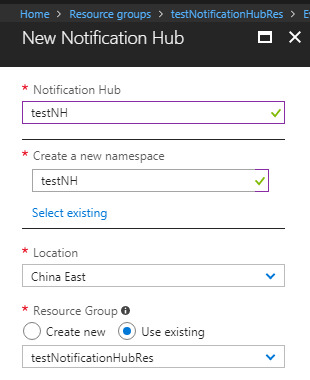 Home > Resource groups > testNotificationHubRes >
New Notification Hub
* Notification Hub
testNH
* Create a new namespace
testNH
Select existing
* Location
China East
* Resource Group
Create new Use existing
testNotificationHubRes